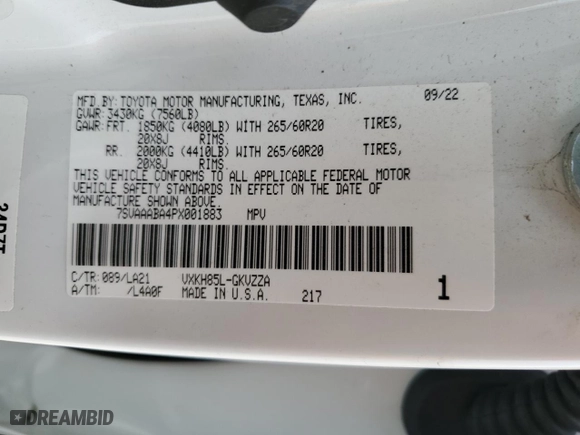 MFD.BY:TOYOTA MOTOR MANUFACTURING, TEXAS, INC. 09/22
GVWR:3430KG (7560LB)
GAWR:FRT. 1850KG (4080LB) WITH 265/60R20 TIRES,
20X8J RIMS.
RR. 2000KG (4410LB) WITH 265/60R20 TIRES,
20X8J RIMS.
THIS VEHICLE CONFORMS TO ALL APPLICABLE FEDERAL MOTOR
VEHICLE SAFETY STANDARDS IN EFFECT ON THE DATE OF
MANUFACTURE SHOWN ABOVE.
7SVAAABA4PX001883 MPV
C/TR:089/LA21 VXKH85L-GKVZZA
A/TM: /L4A0F MADE IN U.S.A. 217 1
DREAMBID